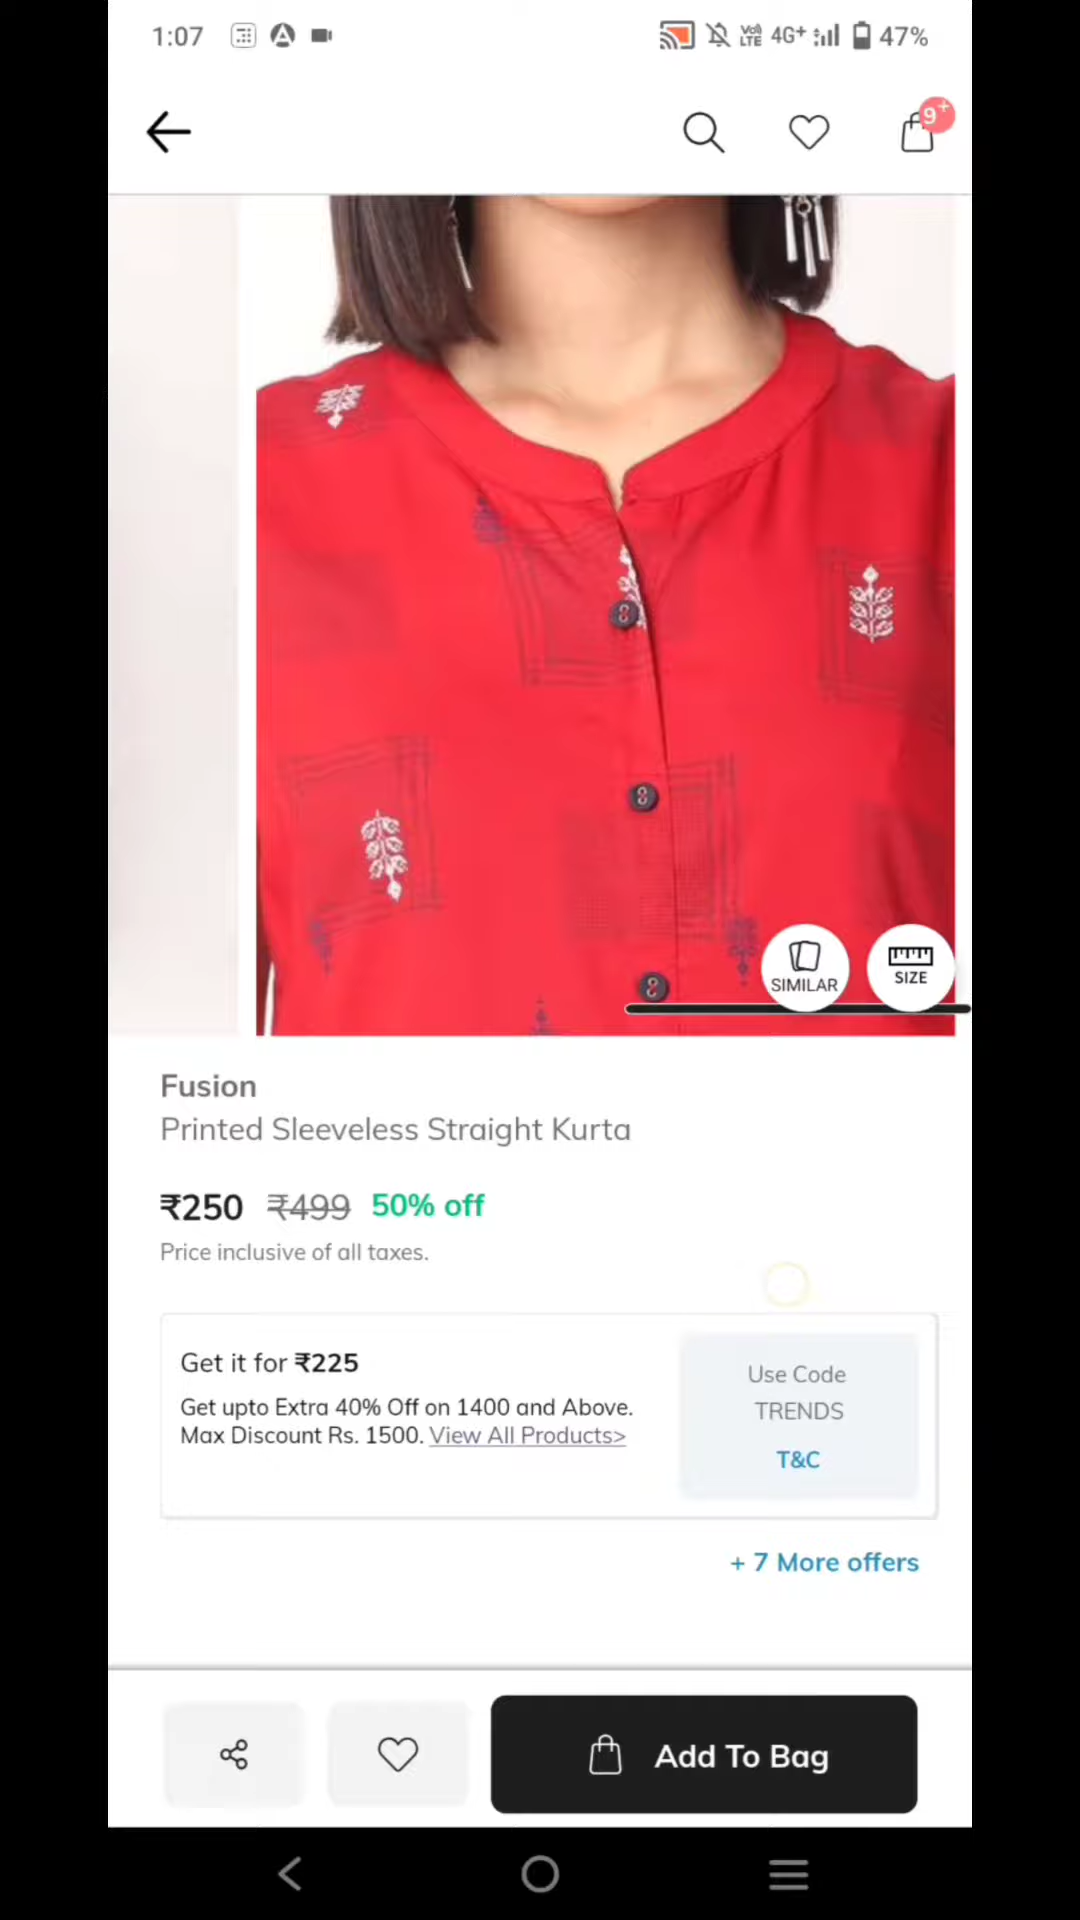 1:07
Vo) LTE 4G+ 47%
9+
SIMILAR
SIZE
Fusion
Printed Sleeveless Straight Kurta
₹250 ₹499 50% off
Price inclusive of all taxes.
Get it for ₹225
Get upto Extra 40% Off on 1400 and Above.
Max Discount Rs. 1500. View All Products>
Use Code
TRENDS
T&C
+ 7 More offers
Add To Bag